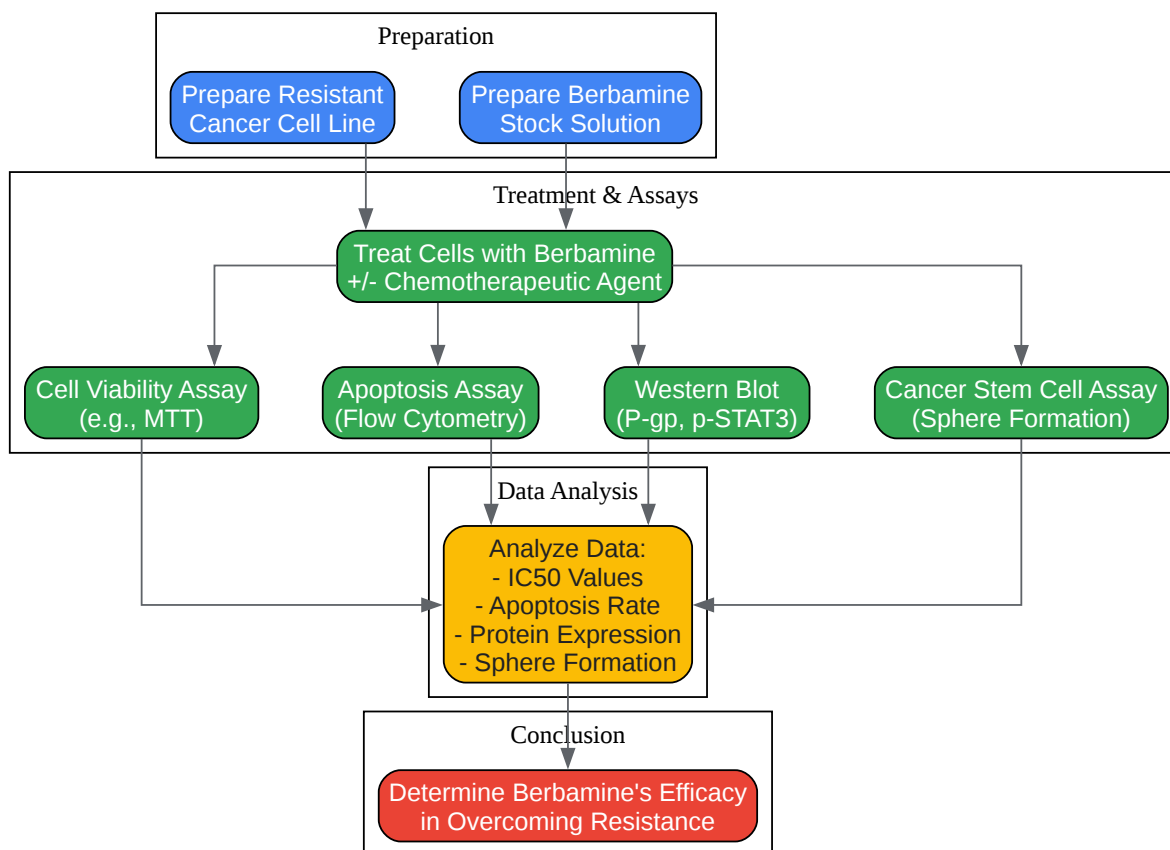 Preparation
Prepare Resistant
Cancer Cell Line
Prepare Berbamine
Stock Solution
Treatment & Assays
Treat Cells with Berbamine
+/- Chemotherapeutic Agent
Cell Viability Assay
(e.g., MTT)
Apoptosis Assay
(Flow Cytometry)
Western Blot
(P-gp, p-STAT3)
Cancer Stem Cell Assay
(Sphere Formation)
Data Analysis
Analyze Data:
- IC50 Values
- Apoptosis Rate
- Protein Expression
- Sphere Formation
Conclusion
Determine Berbamine's Efficacy
in Overcoming Resistance